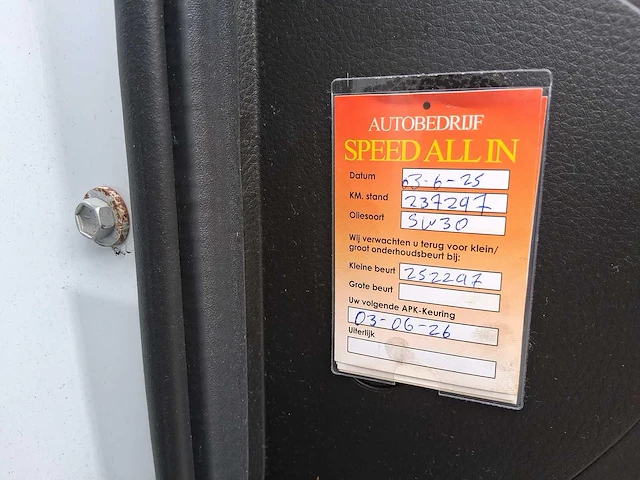 AUTOBEDRIJF
SPEED ALL IN
Datum 03-6-25
KM. stand 237297
Oliesoort 5W30
Wij verwachten u terug voor klein/
groot onderhoudsbeurt bij:
Kleine beurt 252297
Grote beurt
Uw volgende APK-Keuring
03-06-26
Uiterlijk